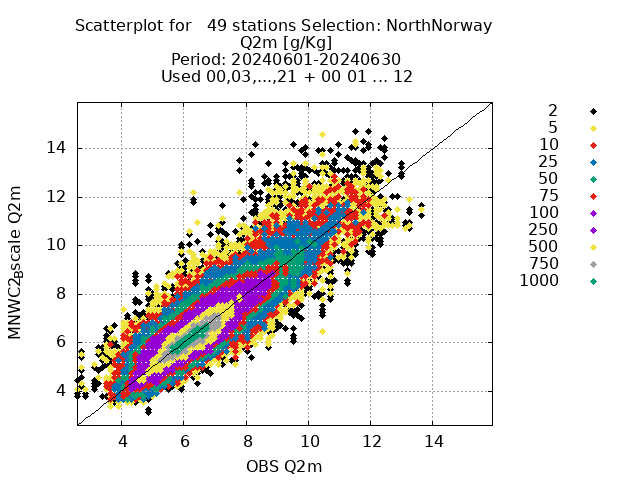 Scatterplot for   49 stations Selection: NorthNorway
Q2m [g/Kg]
Period: 20240601-20240630
Used 00,03,...,21 + 00 01 ... 12
2
5
10
25
50
75
100
250
500
750
1000
14
12
10
8
6
4
4 6 8 10 12 14
OBS Q2m